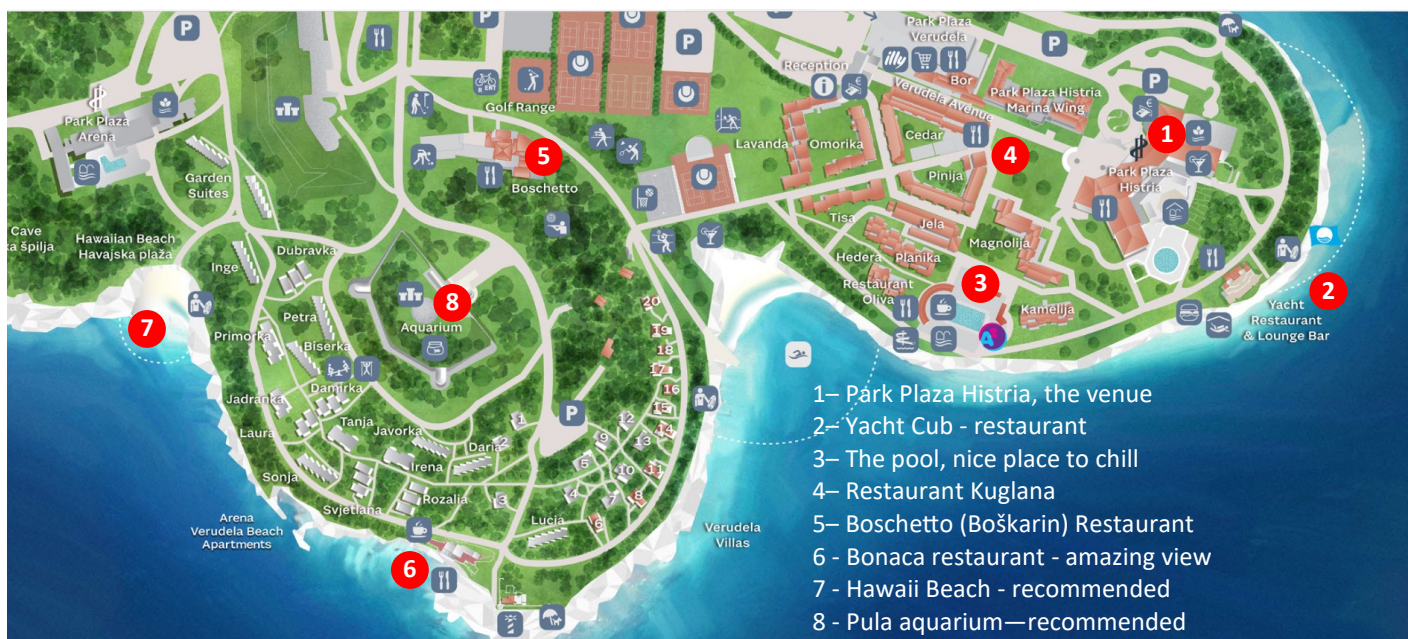 P
Park Plaza
Verudela
P
P
Reception
illy
Bor
Verudela Avenue
Park Plaza Histria
Marina Wing
P
1
RENT
Golf Range
Park Plaza
Arena
5
Boschetto
Lavanda
Omorika
Cedar
4
Pinija
Park Plaza
Histria
Garden
Suites
Cave
ka špilja
Hawaiian Beach
Havajska plaža
Inge
Dubravka
Tisa
Jela
Magnolija
Hedera
Planika
Restaurant
Oliva
3
Kamelija
2
Yacht
Restaurant
& Lounge Bar
7
Primorka
Petra
Biserka
8
Aquarium
20
19
18
17
16
15
14
Damirka
Jadranka
Laura
Tanja
Javorka
Daria
1
2
P
12
9
13
Sonja
Irena
5
10
11
Rozalia
3
4
7
8
Svjetlana
Lucia
6
Arena
Verudela Beach
Apartments
Verudela
Villas
6
1– Park Plaza Histria, the venue
2– Yacht Cub - restaurant
3– The pool, nice place to chill
4– Restaurant Kuglana
5– Boschetto (Boškarin) Restaurant
6 - Bonaca restaurant - amazing view
7 - Hawaii Beach - recommended
8 - Pula aquarium—recommended